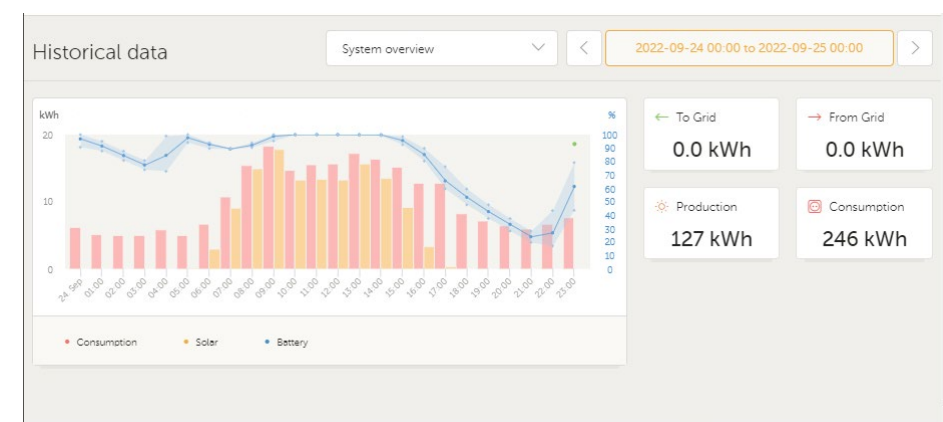 Historical data
System overview
2022-09-24 00:00 to 2022-09-25 00:00
kWh
%
20
10
0
100
90
80
70
60
50
40
30
20
10
0
24 Sep
01:00
02:00
03:00
04:00
05:00
06:00
07:00
08:00
09:00
10:00
11:00
12:00
13:00
14:00
15:00
16:00
17:00
18:00
19:00
20:00
21:00
22:00
23:00
Consumption
Solar
Battery
To Grid
0.0 kWh
From Grid
0.0 kWh
Production
127 kWh
Consumption
246 kWh